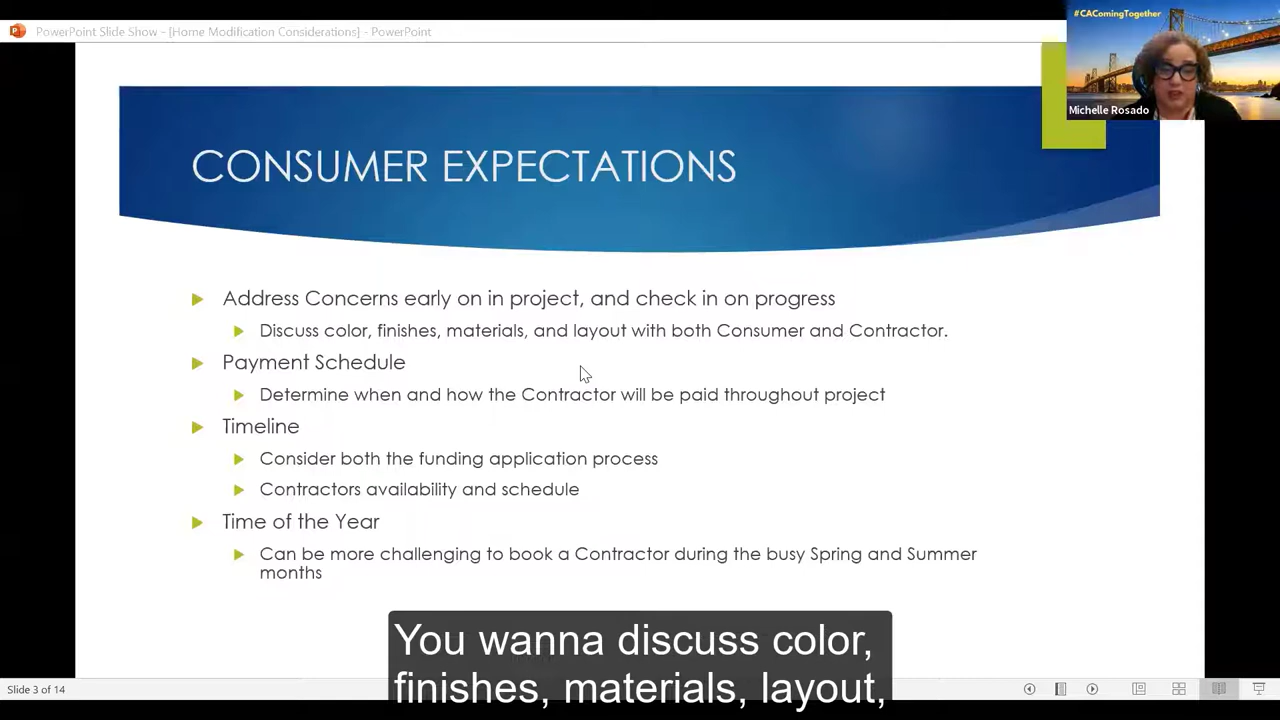 PowerPoint Slide Show - [Home Modification Considerations] - PowerPoint
#CAComingTogether
Michelle Rosado
CONSUMER EXPECTATIONS
Address Concerns early on in project, and check in on progress
Discuss color, finishes, materials, and layout with both Consumer and Contractor.
Payment Schedule
Determine when and how the Contractor will be paid throughout project
Timeline
Consider both the funding application process
Contractors availability and schedule
Time of the Year
Can be more challenging to book a Contractor during the busy Spring and Summer
months
You wanna discuss color,
finishes, materials, layout,
Slide 3 of 14